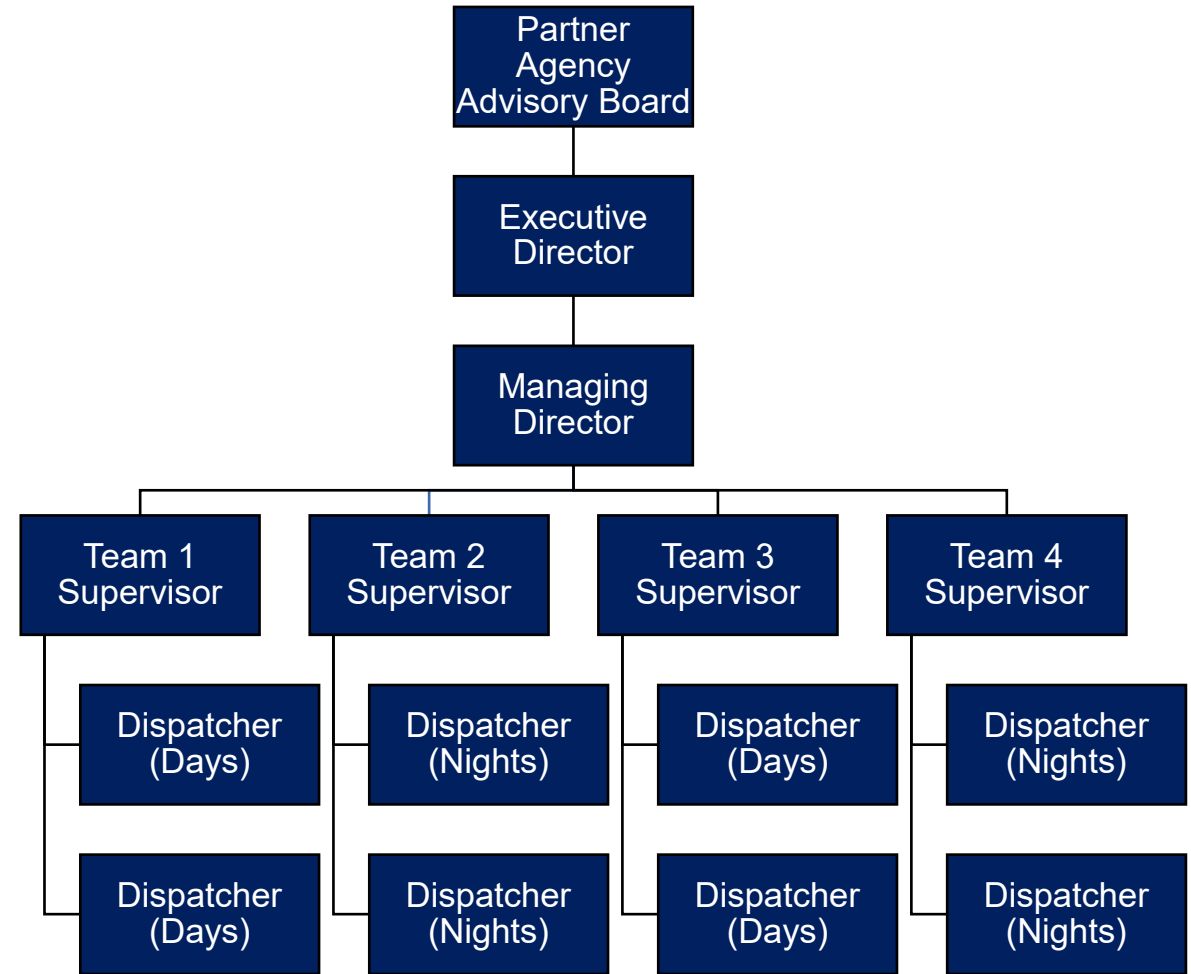 Partner
Agency
Advisory Board
Executive
Director
Managing
Director
Team 1
Supervisor
Team 2
Supervisor
Team 3
Supervisor
Team 4
Supervisor
Dispatcher
(Days)
Dispatcher
(Nights)
Dispatcher
(Days)
Dispatcher
(Nights)
Dispatcher
(Days)
Dispatcher
(Nights)
Dispatcher
(Days)
Dispatcher
(Nights)